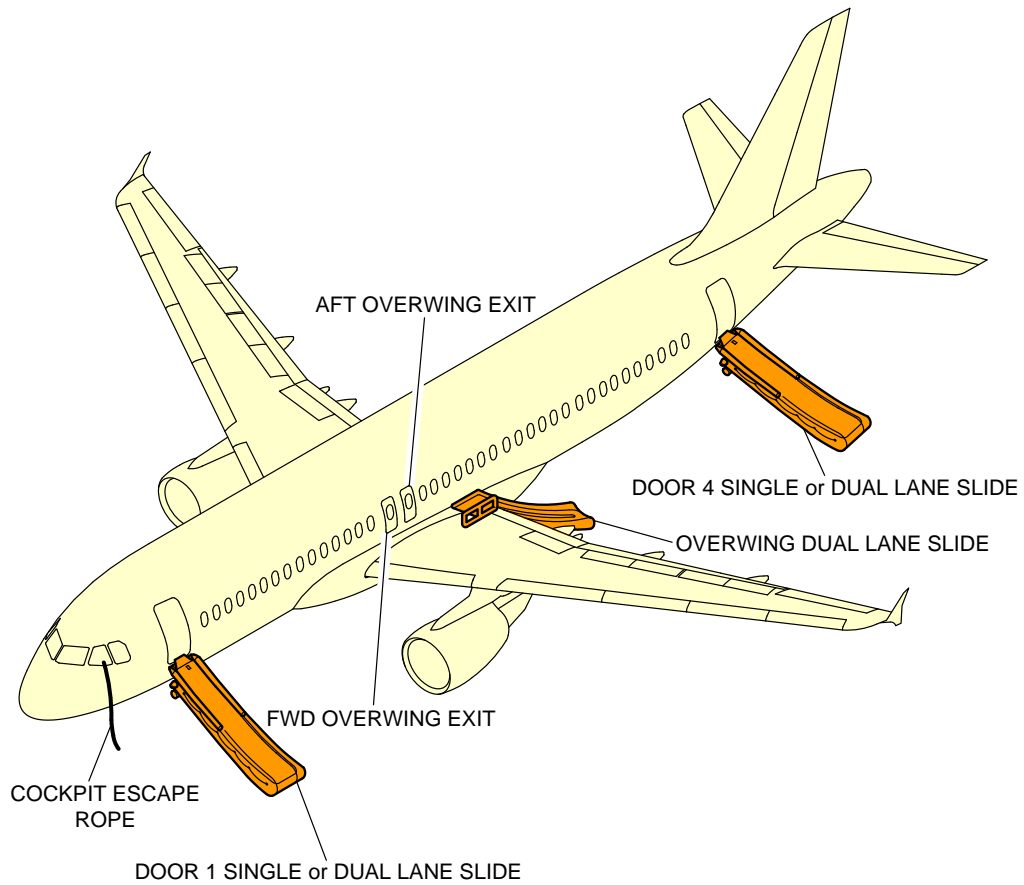 AFT OVERWING EXIT
DOOR 4 SINGLE or DUAL LANE SLIDE
OVERWING DUAL LANE SLIDE
FWD OVERWING EXIT
COCKPIT ESCAPE
ROPE
DOOR 1 SINGLE or DUAL LANE SLIDE